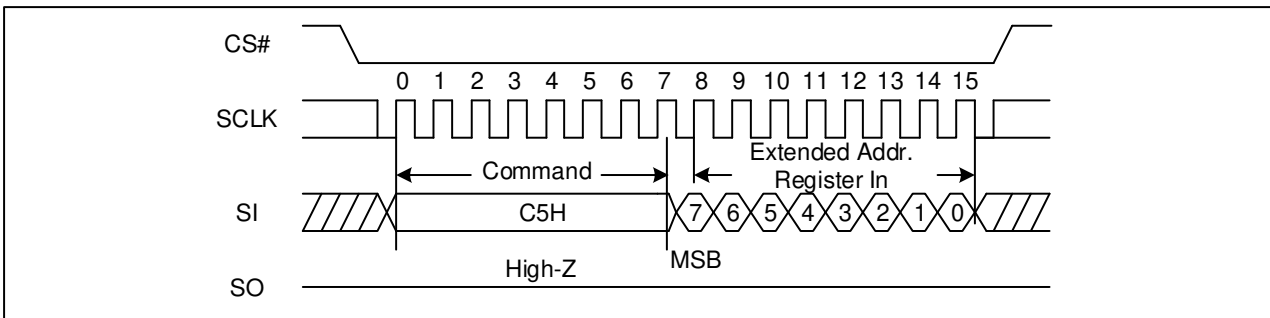 CS#
0 1 2 3 4 5 6 7 8 9 10 11 12 13 14 15
SCLK
Command
Extended Addr.
Register In
SI
C5H
7 6 5 4 3 2 1 0
High-Z
MSB
SO